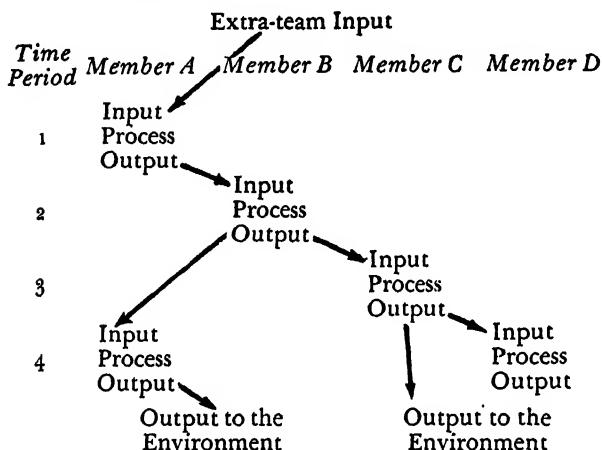 Extra-team Input
Time Period Member A Member B Member C Member D
Input
1 Process
Output
Input
2 Process
Output
Input
3 Process
Output
Input
Process
Output
Input
4 Process
Output
Output to the Environment
Output to the Environment